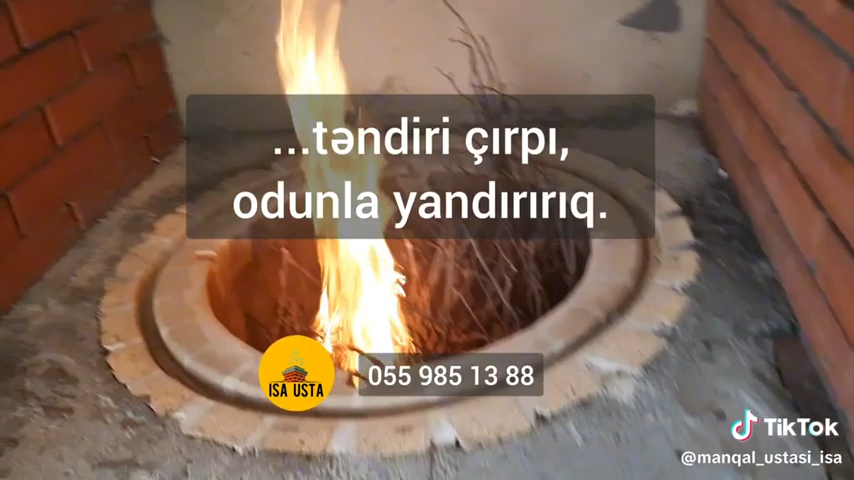 ...təndiri çırpı,
odunla yandırırıq.
ISA USTA
055 985 13 88
TikTok
@manqal_ustasi_isa